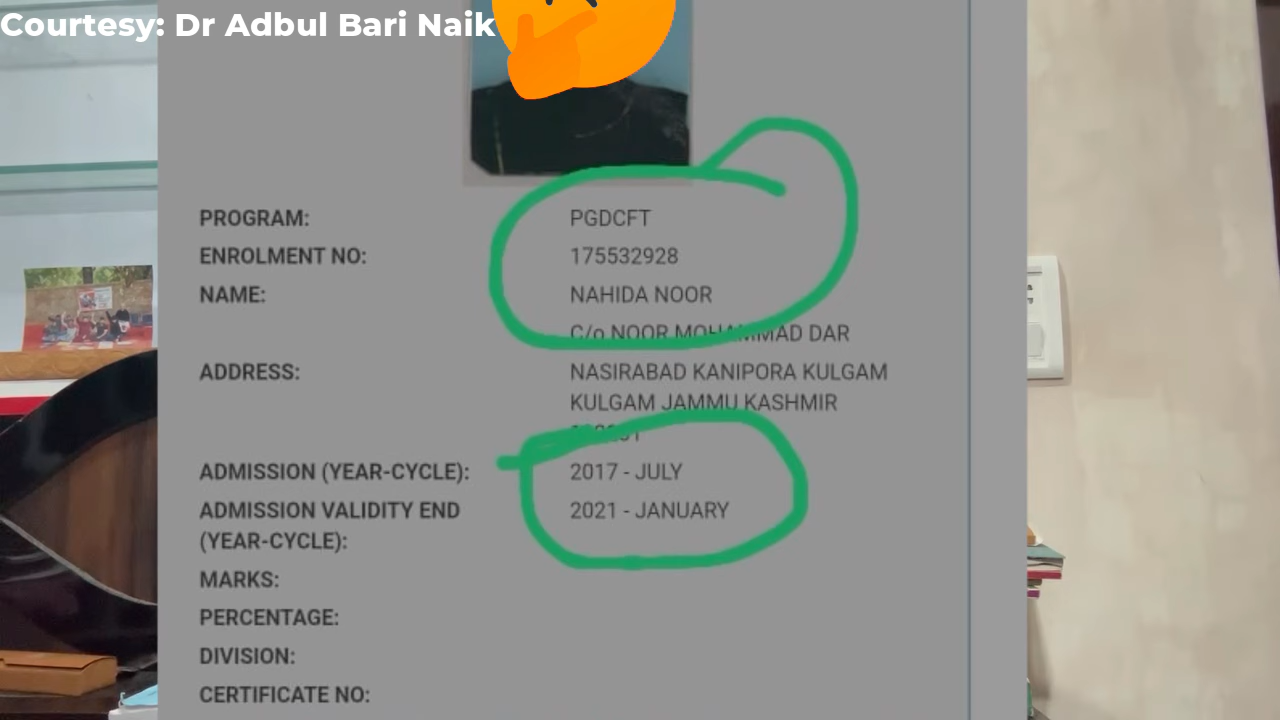 Courtesy: Dr Adbul Bari Naik
PROGRAM: PGDCFT
ENROLMENT NO: 175532928
NAME: NAHIDA NOOR
C/o NOOR MOHAMMAD DAR
ADDRESS: NASIRABAD KANIPORA KULGAM
KULGAM JAMMU KASHMIR
ADMISSION (YEAR-CYCLE): 2017 - JULY
ADMISSION VALIDITY END 2021 - JANUARY
(YEAR-CYCLE):
MARKS:
PERCENTAGE:
DIVISION:
CERTIFICATE NO: